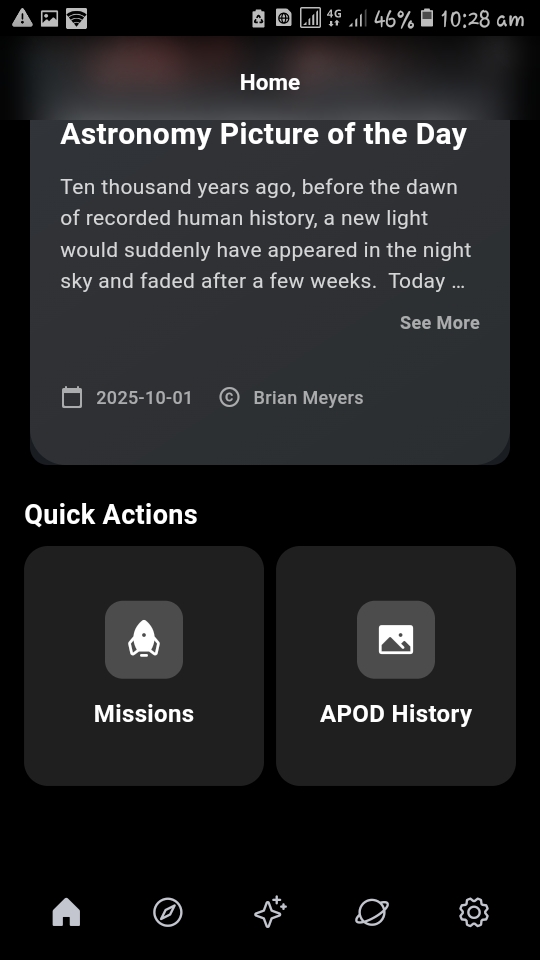 4G 46% 10:28 am
Home
Astronomy Picture of the Day
Ten thousand years ago, before the dawn
of recorded human history, a new light
would suddenly have appeared in the night
sky and faded after a few weeks.  Today …
See More
2025-10-01 Brian Meyers
Quick Actions
Missions APOD History